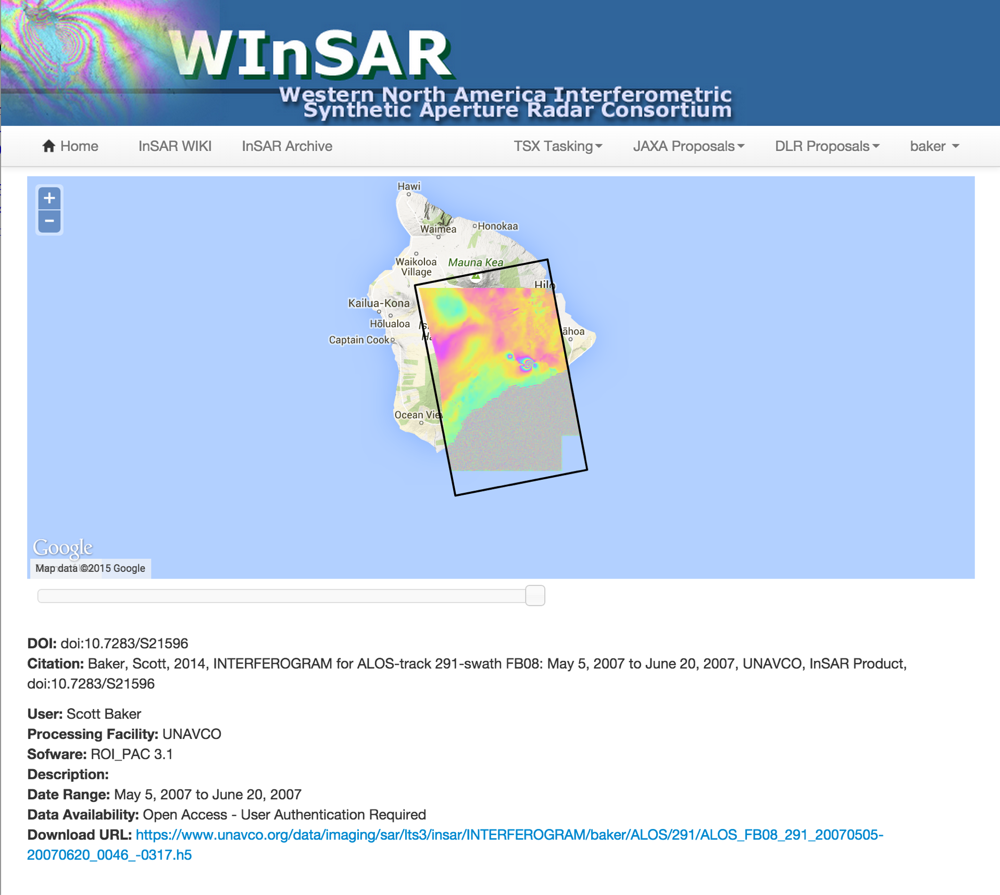 WInSAR
Western North America Interferometric
Synthetic Aperture Radar Consortium
Home InSAR WIKI InSAR Archive TSX Tasking JAXA Proposals DLR Proposals baker
+
−
Hawi
Waimea
Honokaa
Waikoloa
Village
Mauna Kea
Hilo
Kailua-Kona
Hōlualoa
Captain Cook
āhoa
Ocean Vie
Google
Map data ©2015 Google
DOI: doi:10.7283/S21596
Citation: Baker, Scott, 2014, INTERFEROGRAM for ALOS-track 291-swath FB08: May 5, 2007 to June 20, 2007, UNAVCO, InSAR Product,
doi:10.7283/S21596
User: Scott Baker
Processing Facility: UNAVCO
Sofware: ROI_PAC 3.1
Description:
Date Range: May 5, 2007 to June 20, 2007
Data Availability: Open Access - User Authentication Required
Download URL: https://www.unavco.org/data/imaging/sar/lts3/insar/INTERFEROGRAM/baker/ALOS/291/ALOS_FB08_291_20070505-
20070620_0046_-0317.h5